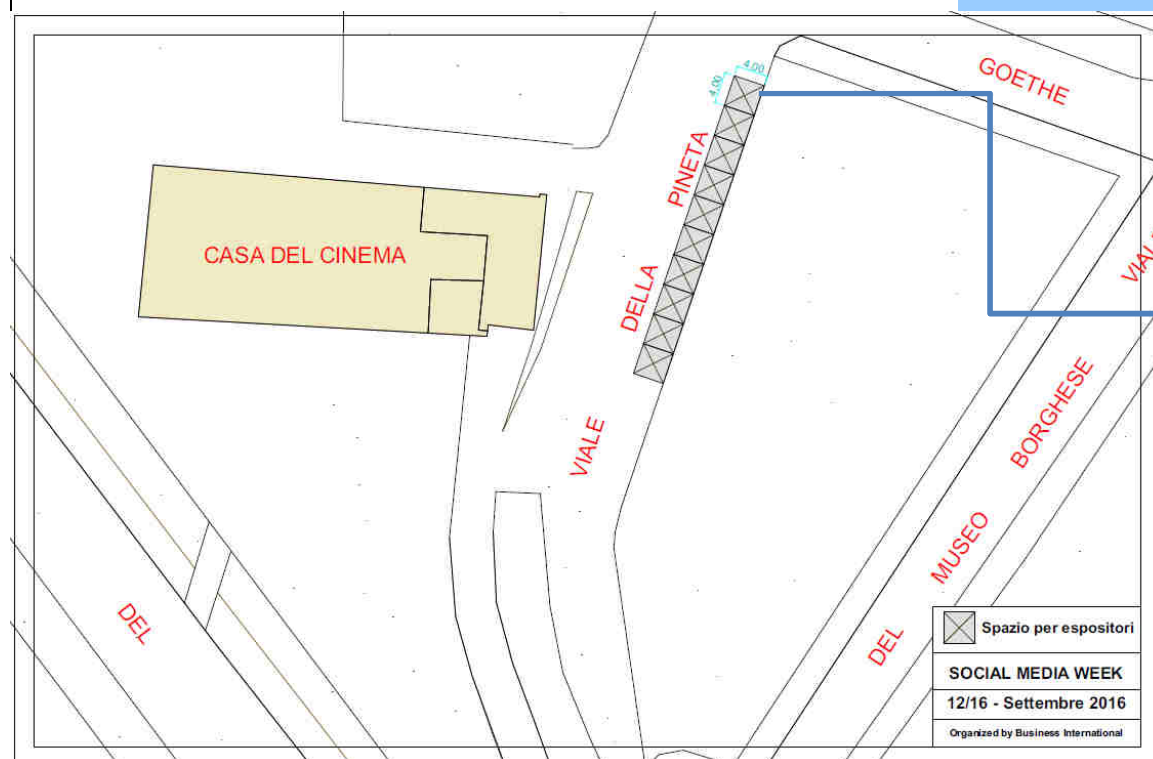 GOETHE
4.00
4.00
VIALE DELLA PINETA
CASA DEL CINEMA
DEL
DEL MUSEO BORGHESE
Spazio per espositori
SOCIAL MEDIA WEEK
12/16 - Settembre 2016
Organized by Business International